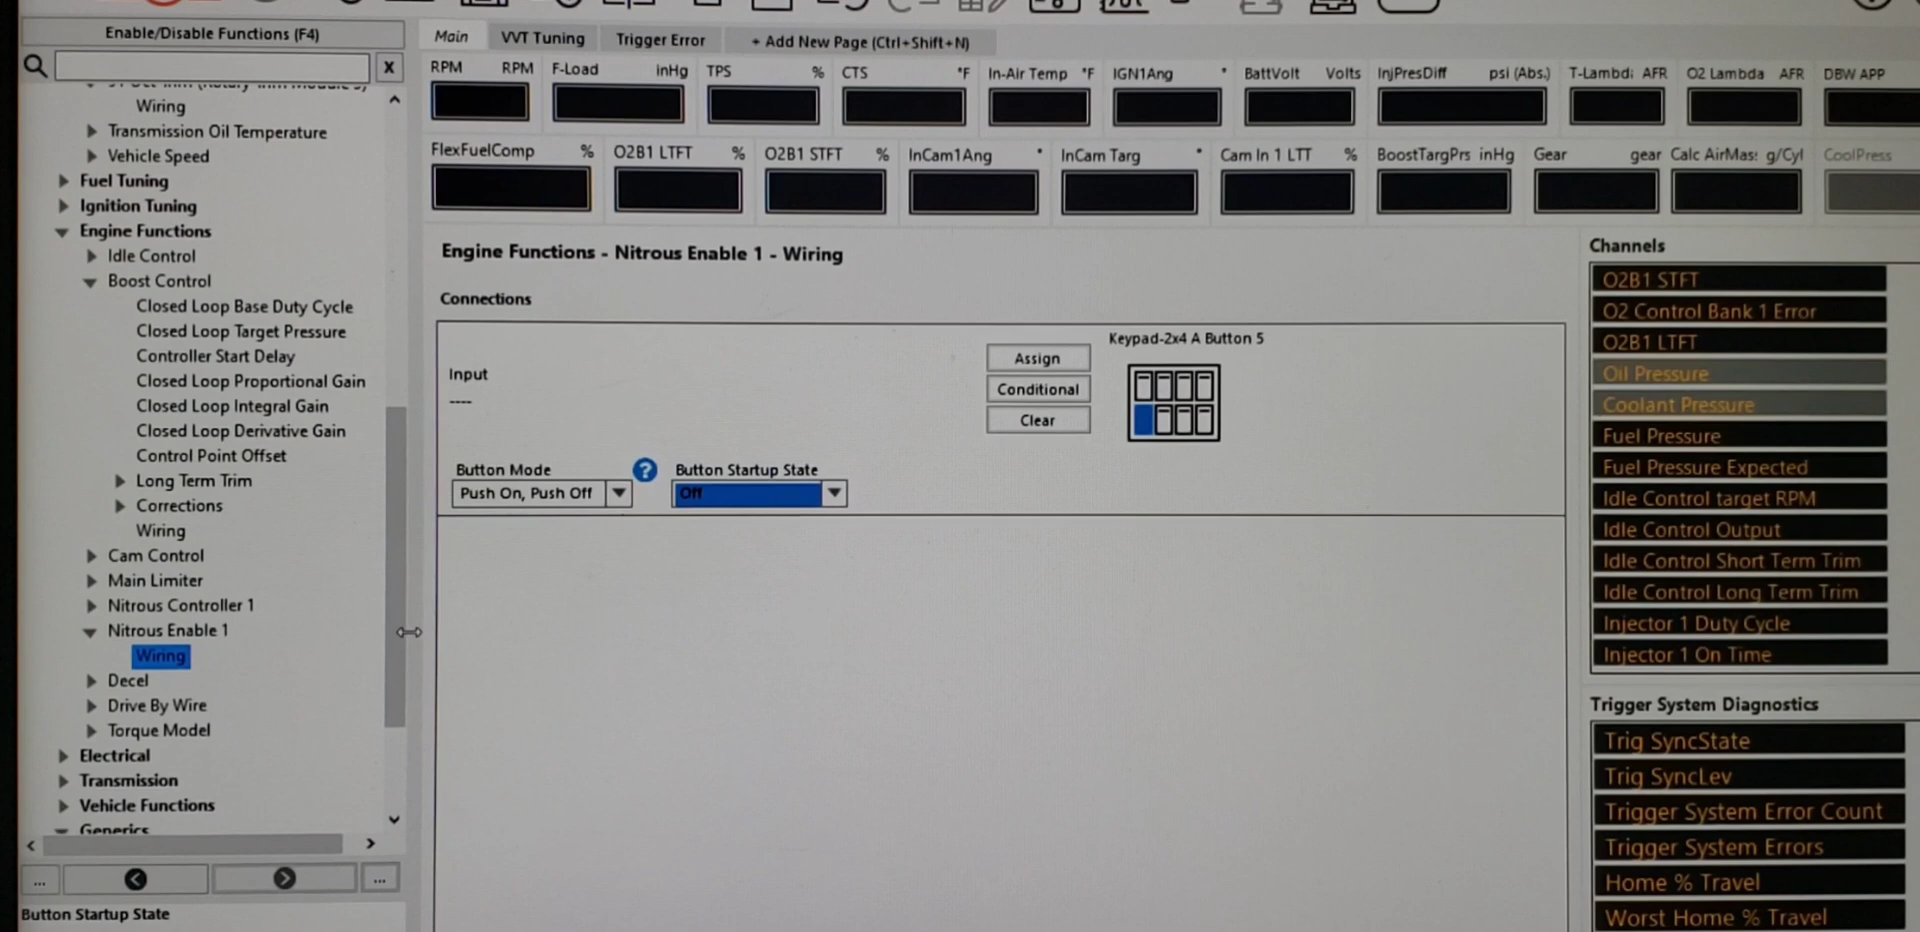 Enable/Disable Functions (F4)
X
Wiring
Transmission Oil Temperature
Vehicle Speed
Fuel Tuning
Ignition Tuning
Engine Functions
Idle Control
Boost Control
Closed Loop Base Duty Cycle
Closed Loop Target Pressure
Controller Start Delay
Closed Loop Proportional Gain
Closed Loop Integral Gain
Closed Loop Derivative Gain
Control Point Offset
Long Term Trim
Corrections
Wiring
Cam Control
Main Limiter
Nitrous Controller 1
Nitrous Enable 1
Wiring
Decel
Drive By Wire
Torque Model
Electrical
Transmission
Vehicle Functions
Generics
... ...
Button Startup State
Main VVT Tuning Trigger Error + Add New Page (Ctrl+Shift+N)
RPM RPM F-Load inHg TPS % CTS °F In-Air Temp °F IGN1Ang ° BattVolt Volts InjPresDiff psi (Abs.) T-Lambd: AFR O2 Lambda AFR DBW APP
FlexFuelComp % O2B1 LTFT % O2B1 STFT % InCam1Ang ° InCam Targ ° Cam In 1 LTT % BoostTargPrs inHg Gear gear Calc AirMas: g/Cyl CoolPress
Engine Functions - Nitrous Enable 1 - Wiring
Connections
Keypad-2x4 A Button 5
Assign
Input
Conditional
----
Clear
Button Mode ? Button Startup State
Push On, Push Off Off
Channels
O2B1 STFT
O2 Control Bank 1 Error
O2B1 LTFT
Oil Pressure
Coolant Pressure
Fuel Pressure
Fuel Pressure Expected
Idle Control target RPM
Idle Control Output
Idle Control Short Term Trim
Idle Control Long Term Trim
Injector 1 Duty Cycle
Injector 1 On Time
Trigger System Diagnostics
Trig SyncState
Trig SyncLev
Trigger System Error Count
Trigger System Errors
Home % Travel
Worst Home % Travel